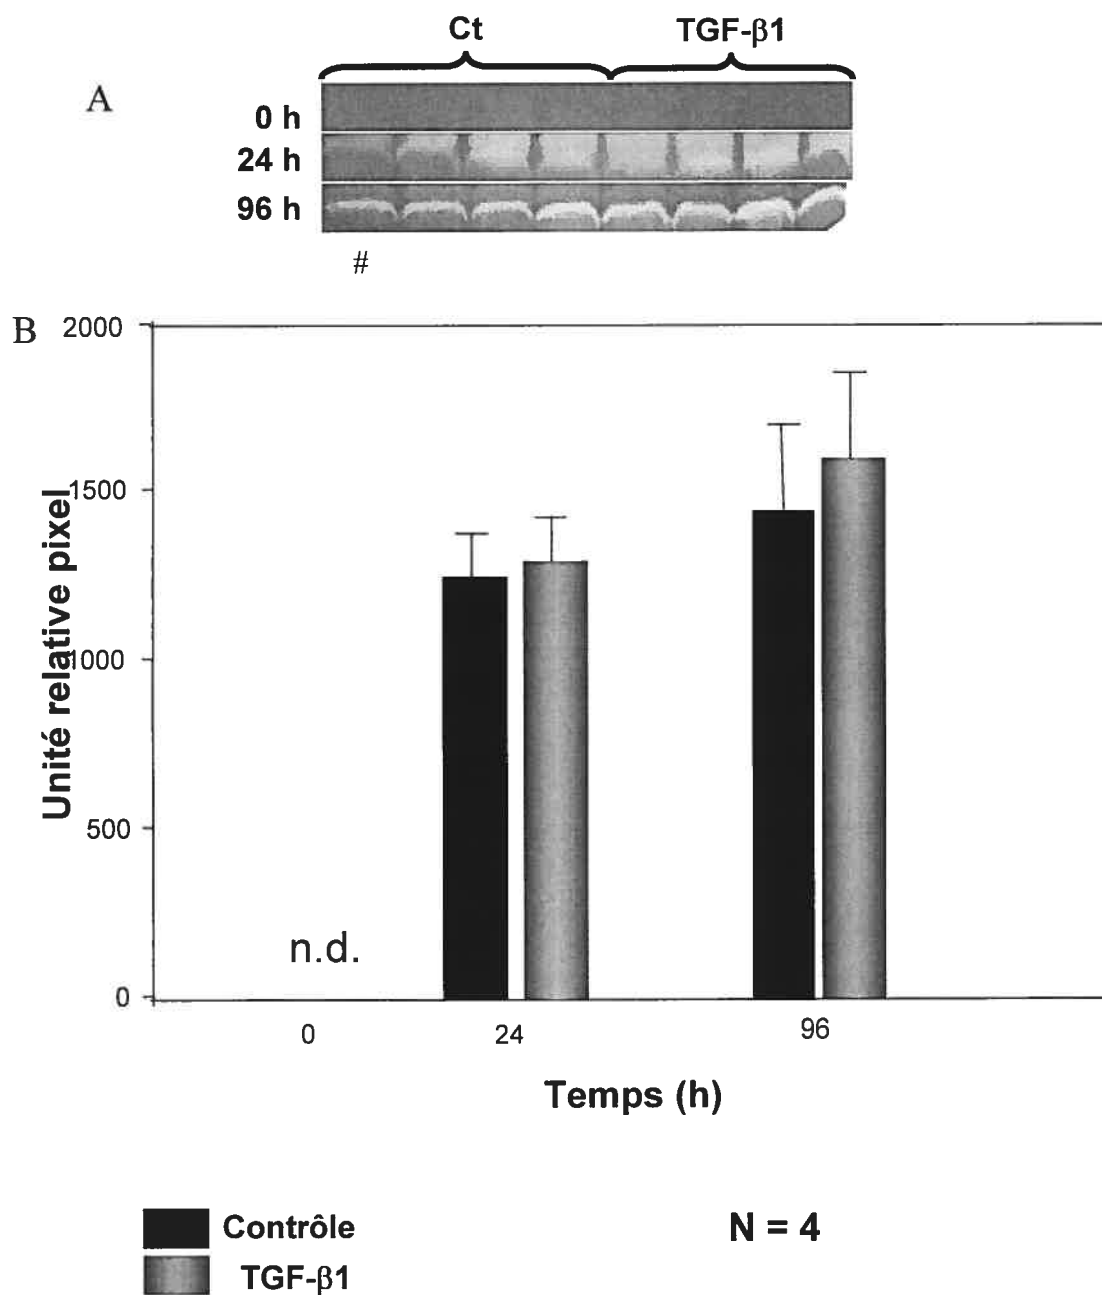 Ct TGF-β1
A
0 h
24 h
96 h
#
B
2000
1500
1000
500
0
Unité relative pixel
n.d.
0 24 96
Temps (h)
Contrôle
TGF-β1
N = 4